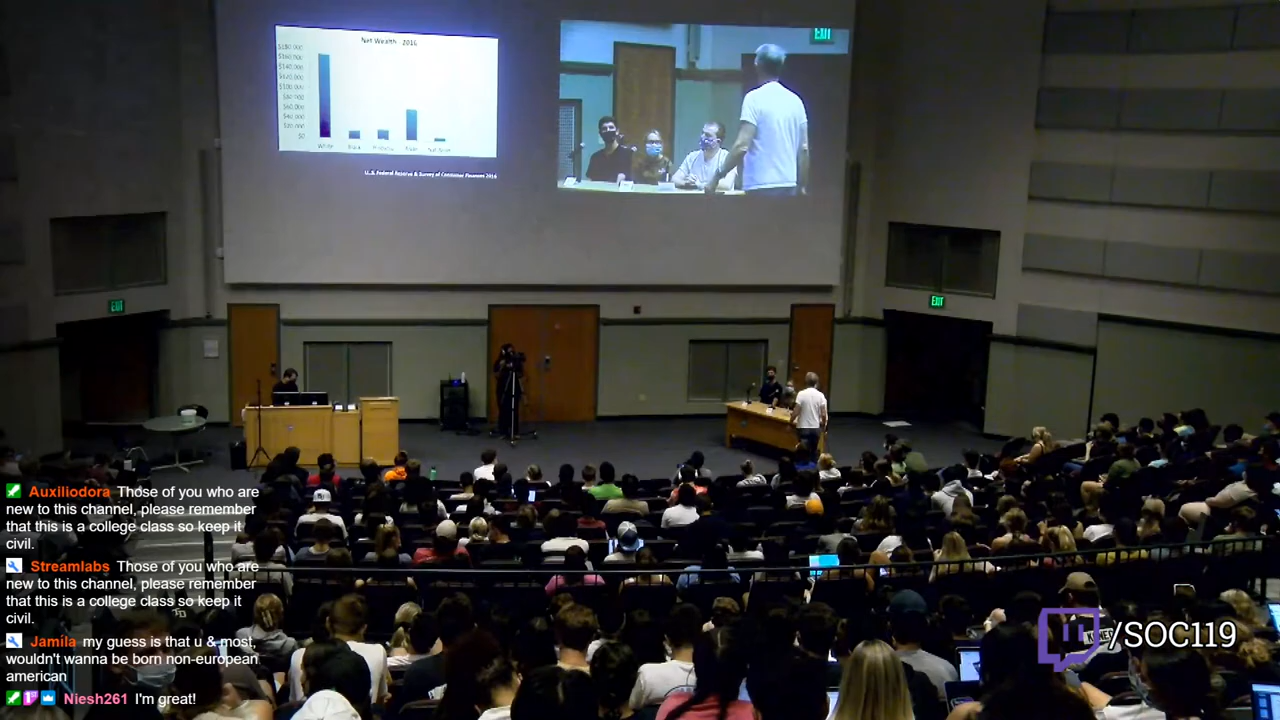 Net Wealth - 2016
$180,000
$160,000
$140,000
$120,000
$100,000
$80,000
$60,000
$40,000
$20,000
$0
White
Black
Asian
U.S. Federal Reserve & Survey of Consumer Finances 2016
EXIT
EXIT
EXIT
Auxiliodora Those of you who are
new to this channel, please remember
that this is a college class so keep it
civil.
Streamlabs Those of you who are
new to this channel, please remember
that this is a college class so keep it
civil.
Jamila my guess is that u & most,
wouldn't wanna be born non-european
american
Niesh261 I'm great!
/SOC119